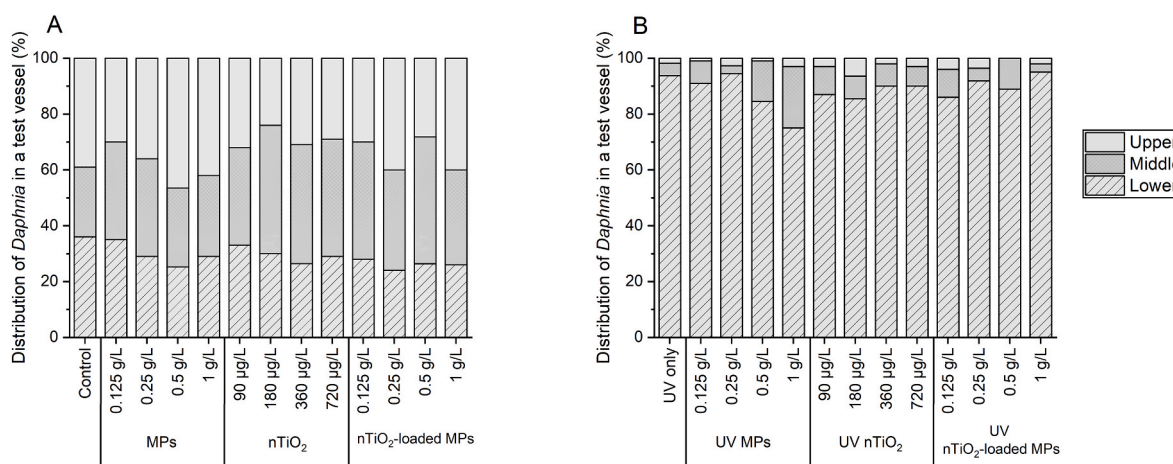 A
Distribution of Daphnia in a test vessel (%)
100
80
60
40
20
0
Control
0.125 g/L
0.25 g/L
0.5 g/L
1 g/L
90 µg/L
180 µg/L
360 µg/L
720 µg/L
0.125 g/L
0.25 g/L
0.5 g/L
1 g/L
MPs
nTiO₂
nTiO₂-loaded MPs
B
Distribution of Daphnia in a test vessel (%)
100
80
60
40
20
0
UV only
0.125 g/L
0.25 g/L
0.5 g/L
1 g/L
90 µg/L
180 µg/L
360 µg/L
720 µg/L
0.125 g/L
0.25 g/L
0.5 g/L
1 g/L
UV MPs
UV nTiO₂
UV
nTiO₂-loaded MPs
Upper
Middle
Lower